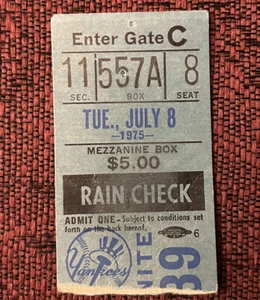 Enter Gate C
11 557A 8
SEC. BOX SEAT
TUE., JULY 8
-1975-
MEZZANINE BOX
$5.00
RAIN CHECK
ADMIT ONE-Subject to conditions set
forth on the back hereof.
6
Yankees
NITE
39